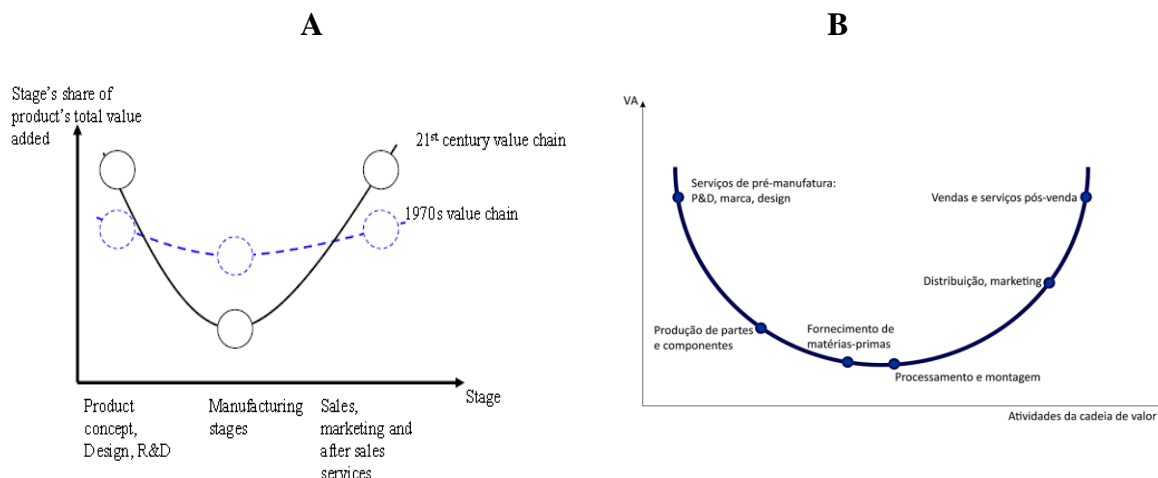 A
B
Stage's share of
product's total value
added
21st century value chain
1970s value chain
Stage
Product
concept,
Design, R&D
Manufacturing
stages
Sales,
marketing and
after sales
services
VA
Serviços de pré-manufatura:
P&D, marca, design
Vendas e serviços pós-venda
Distribuição, marketing
Produção de partes
e componentes
Fornecimento de
matérias-primas
Processamento e montagem
Atividades da cadeia de valor